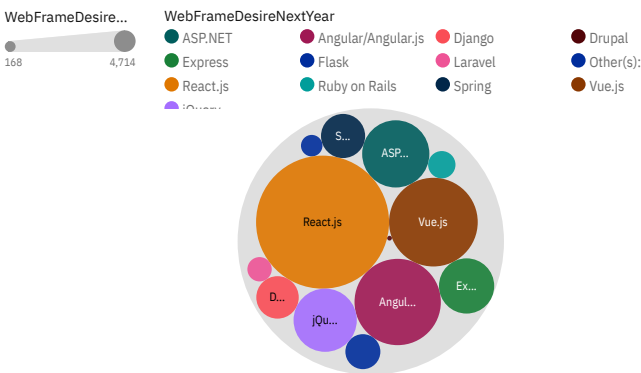 WebFrameDesire...
168 4,714
WebFrameDesireNextYear
ASP.NET Angular/Angular.js Django Drupal
Express Flask Laravel Other(s):
React.js Ruby on Rails Spring Vue.js
jQuery
S...
ASP...
React.js
Vue.js
Ex...
D...
Angul...
jQu...